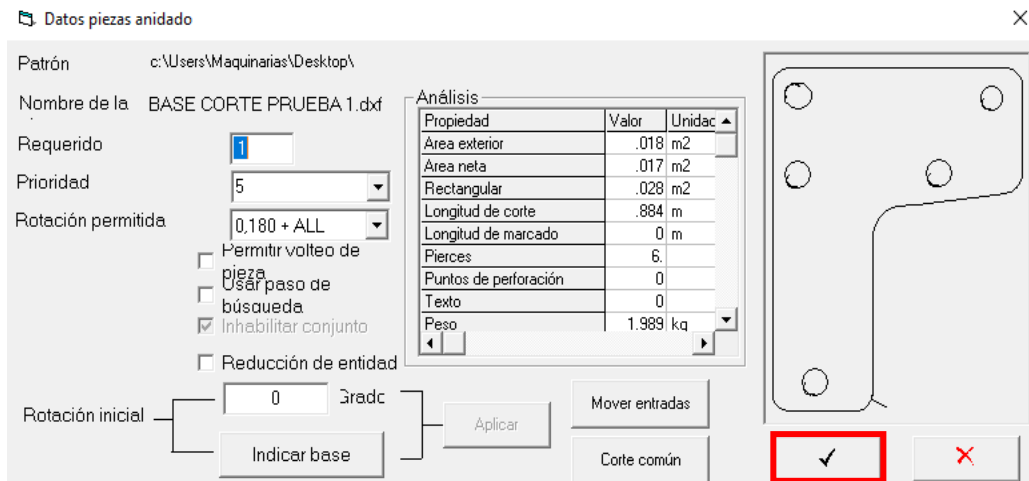 Datos piezas anidado
Patrón c:\Users\Maquinarias\Desktop\
Nombre de la BASE CORTE PRUEBA 1.dxf
Requerido 1
Prioridad 5
Rotación permitida 0,180 + ALL
Permitir volteo de
pieza
Usar paso de
búsqueda
Inhabilitar conjunto
Reducción de entidad
Rotación inicial
0
Indicar base
Aplicar
Análisis
Propiedad Valor Unidad
Area exterior .018 m2
Area neta .017 m2
Rectangular .028 m2
Longitud de corte .884 m
Longitud de marcado 0 m
Pierces 6.
Puntos de perforación 0
Texto 0
Peso 1.989 kg
Mover entradas
Corte común